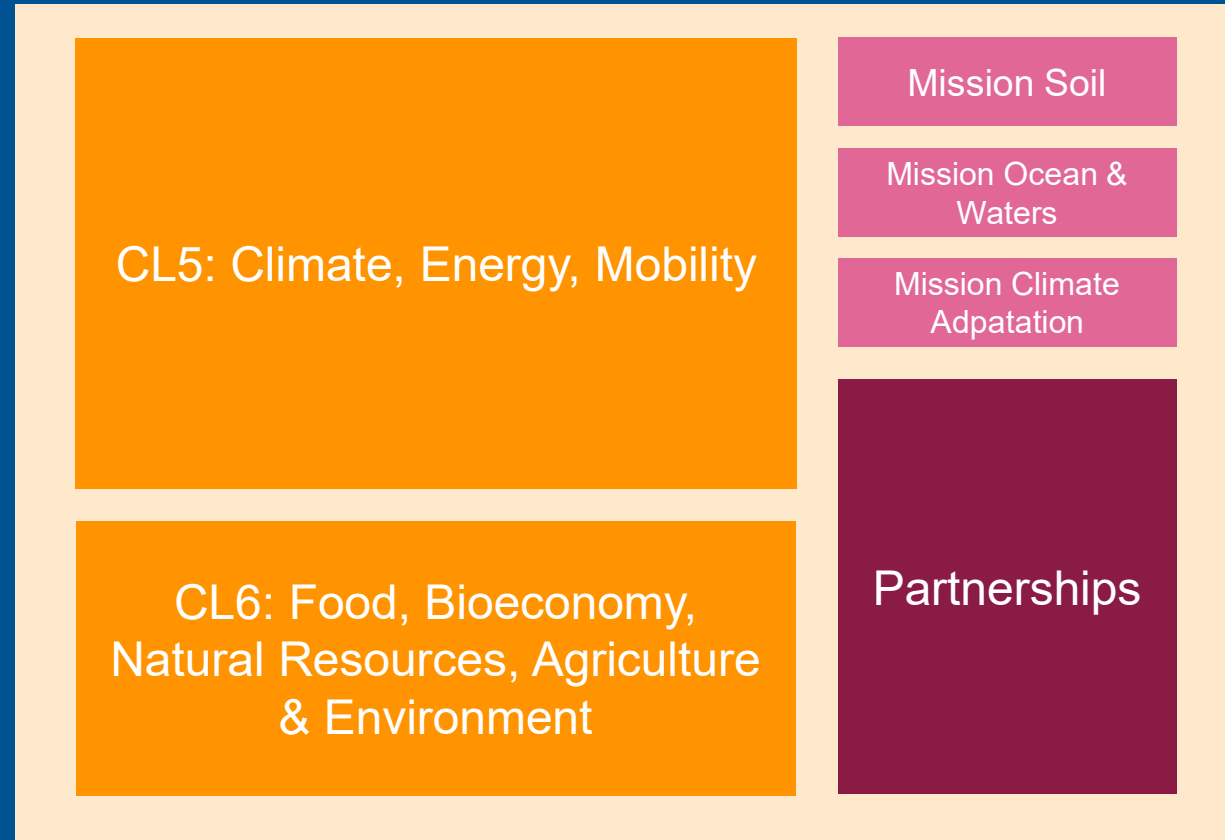 CL5: Climate, Energy, Mobility
CL6: Food, Bioeconomy,
Natural Resources, Agriculture
& Environment
Mission Soil
Mission Ocean &
Waters
Mission Climate
Adpatation
Partnerships